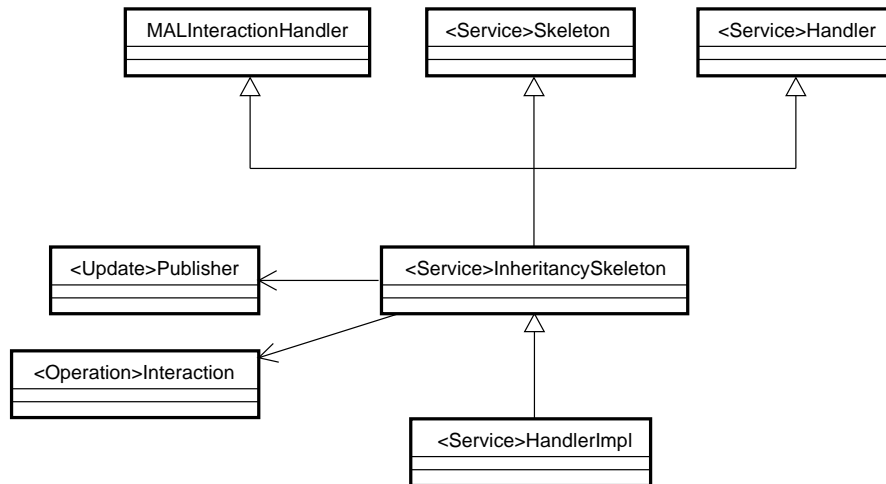 MALInteractionHandler
<Service>Skeleton
<Service>Handler
<Update>Publisher
<Service>InheritancySkeleton
<Operation>Interaction
<Service>HandlerImpl